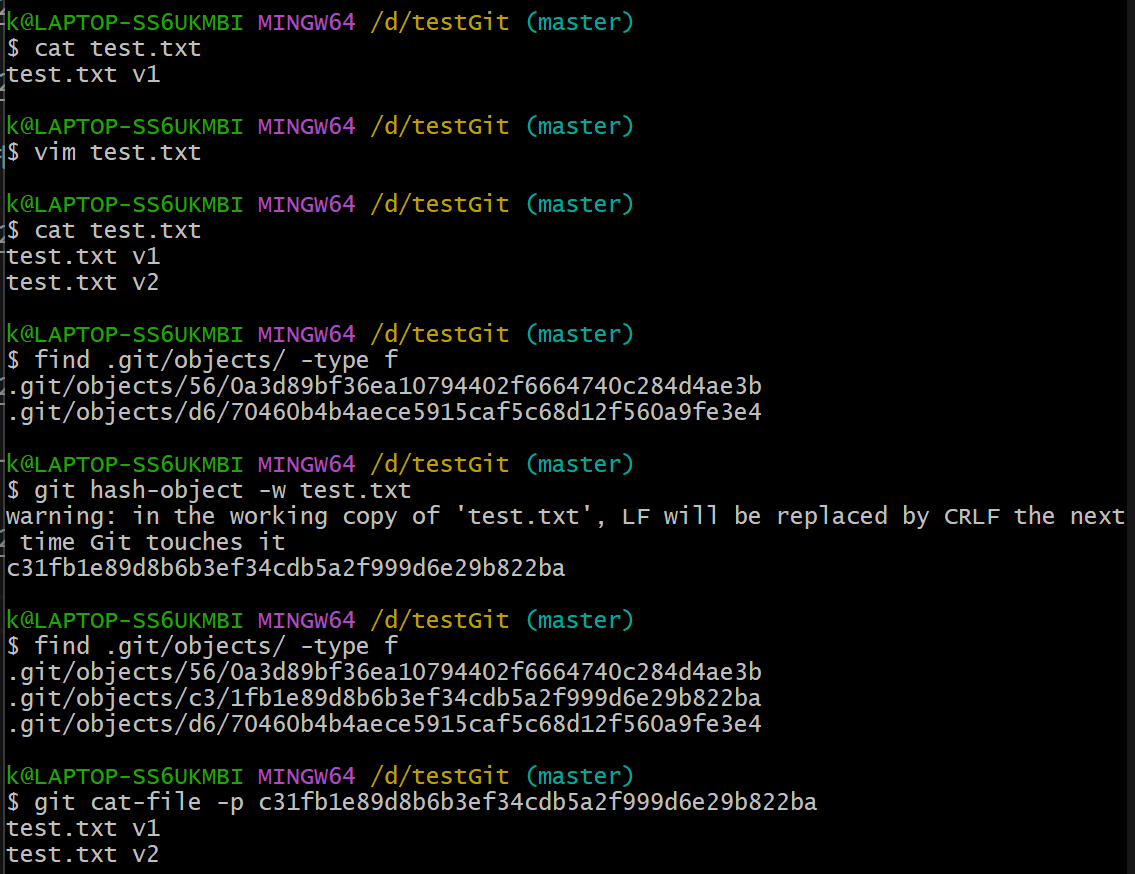 k@LAPTOP-SS6UKMBI MINGW64 /d/testGit (master)
$ cat test.txt
test.txt v1
k@LAPTOP-SS6UKMBI MINGW64 /d/testGit (master)
$ vim test.txt
k@LAPTOP-SS6UKMBI MINGW64 /d/testGit (master)
$ cat test.txt
test.txt v1
test.txt v2
k@LAPTOP-SS6UKMBI MINGW64 /d/testGit (master)
$ find .git/objects/ -type f
.git/objects/56/0a3d89bf36ea10794402f6664740c284d4ae3b
.git/objects/d6/70460b4b4aece5915caf5c68d12f560a9fe3e4
k@LAPTOP-SS6UKMBI MINGW64 /d/testGit (master)
$ git hash-object -w test.txt
warning: in the working copy of 'test.txt', LF will be replaced by CRLF the next
 time Git touches it
c31fb1e89d8b6b3ef34cdb5a2f999d6e29b822ba
k@LAPTOP-SS6UKMBI MINGW64 /d/testGit (master)
$ find .git/objects/ -type f
.git/objects/56/0a3d89bf36ea10794402f6664740c284d4ae3b
.git/objects/c3/1fb1e89d8b6b3ef34cdb5a2f999d6e29b822ba
.git/objects/d6/70460b4b4aece5915caf5c68d12f560a9fe3e4
k@LAPTOP-SS6UKMBI MINGW64 /d/testGit (master)
$ git cat-file -p c31fb1e89d8b6b3ef34cdb5a2f999d6e29b822ba
test.txt v1
test.txt v2